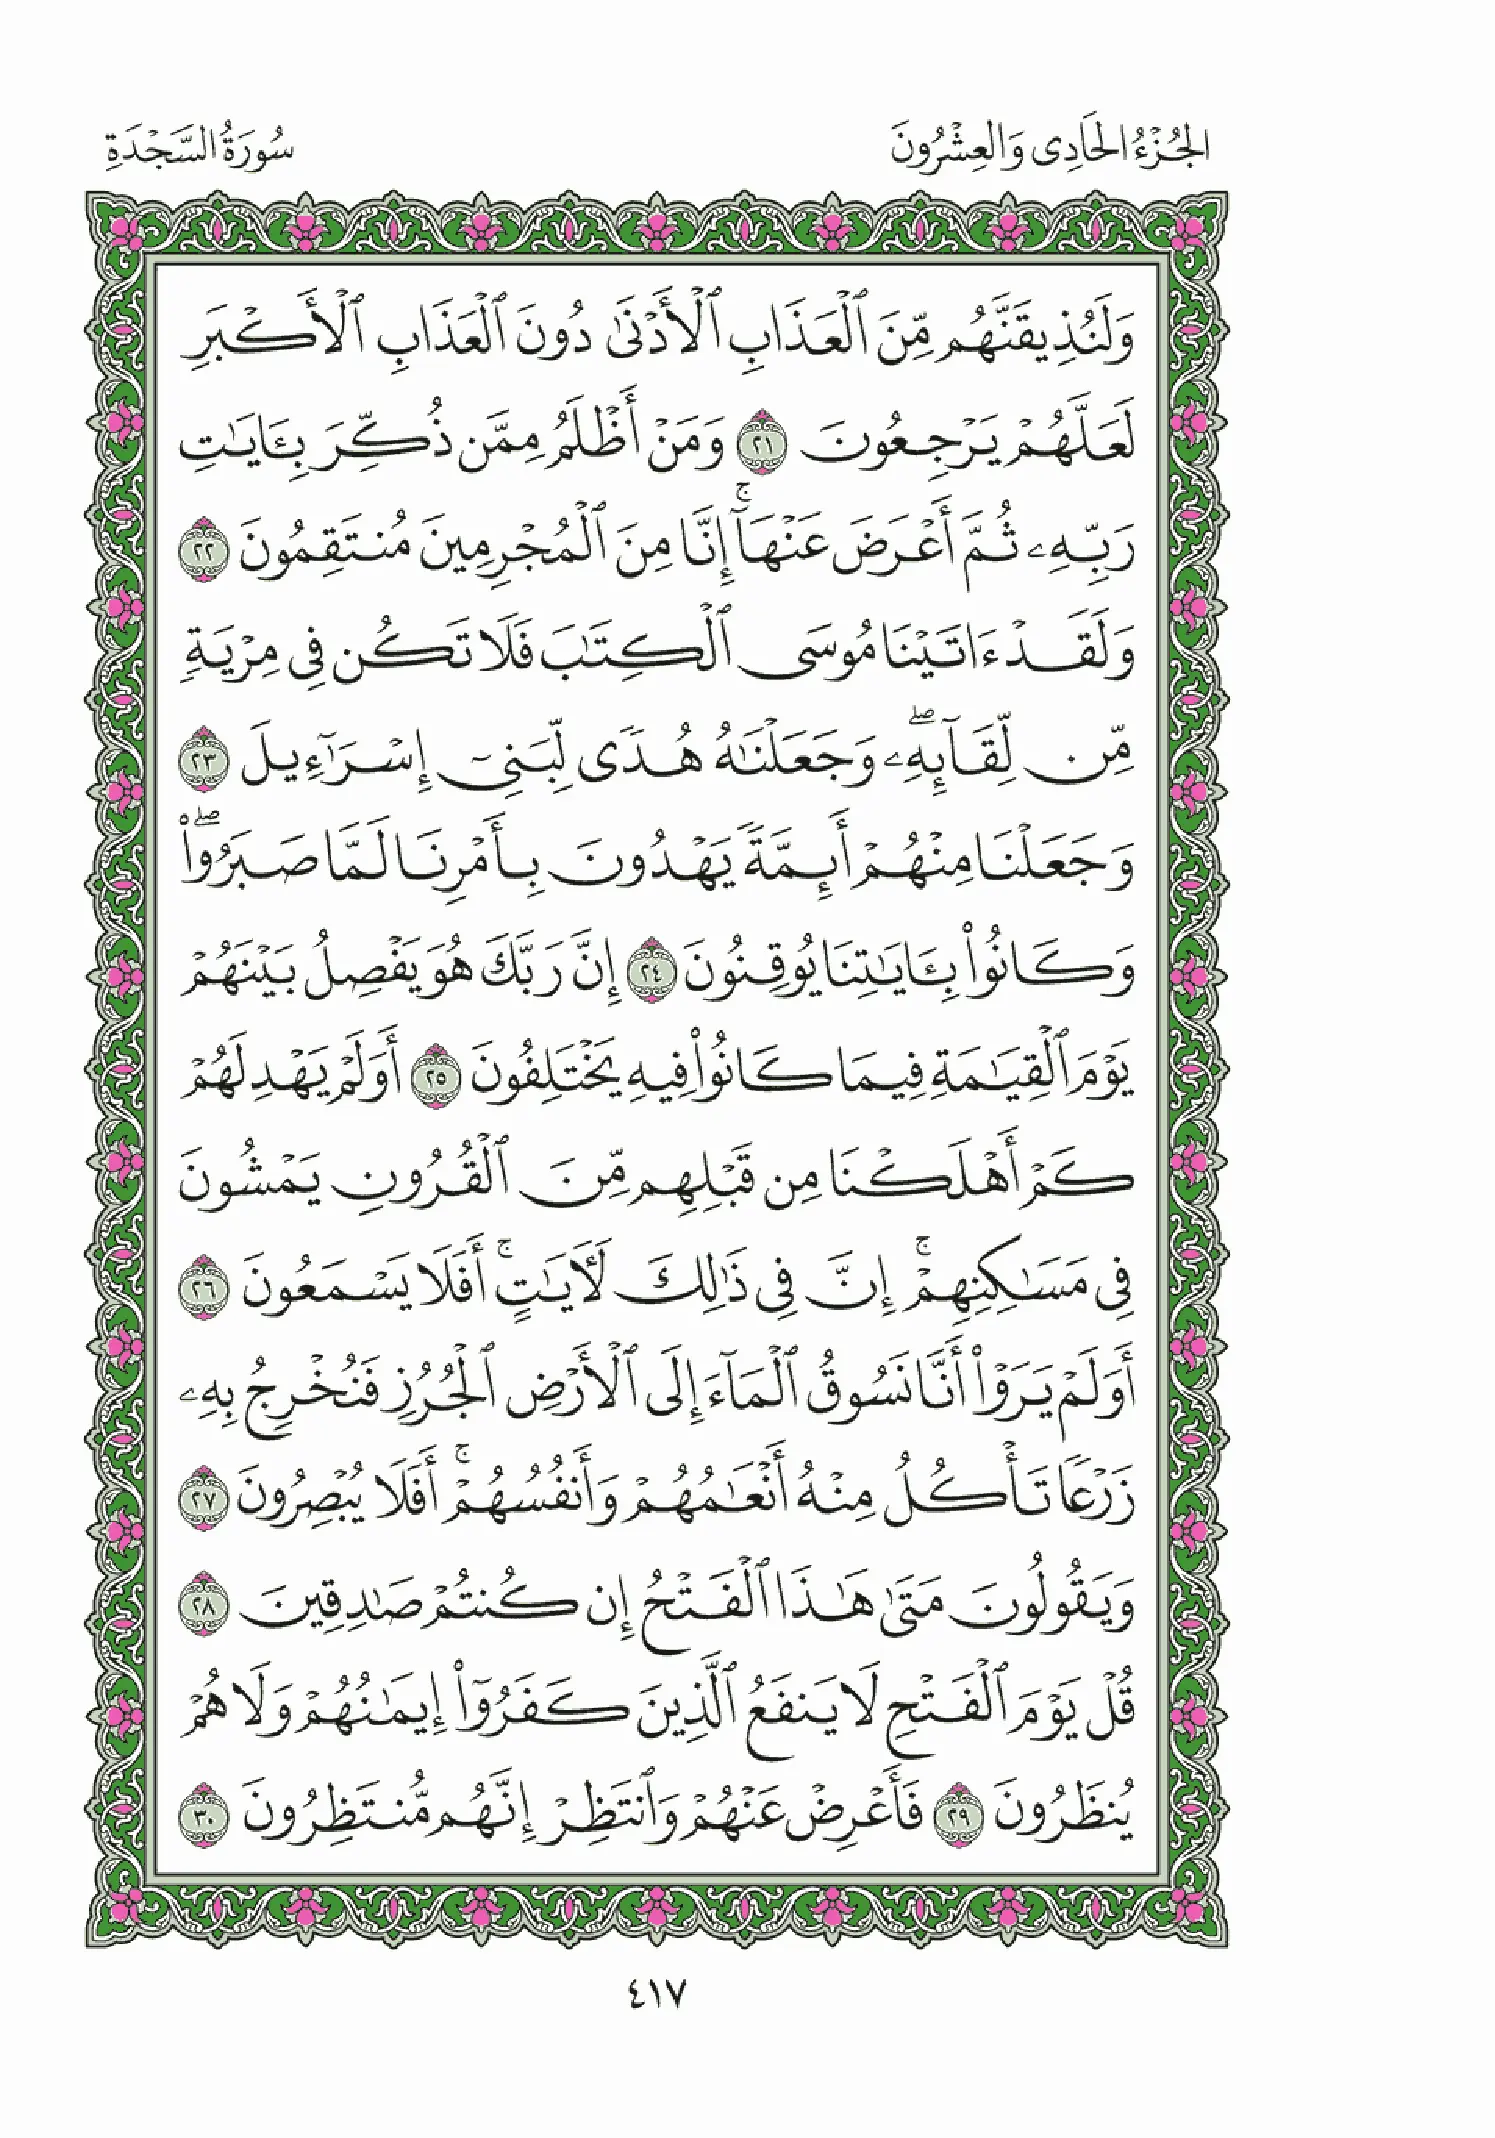 الجُزْءُ الحَادِى وَالعِشْرُونَ
سُورَةُ السَّجْدَةِ
وَلَنُذِيقَنَّهُم مِّنَ ٱلْعَذَابِ ٱلْأَدْنَىٰ دُونَ ٱلْعَذَابِ ٱلْأَكْبَرِ
لَعَلَّهُمْ يَرْجِعُونَ ٢١ وَمَنْ أَظْلَمُ مِمَّن ذُكِّرَ بِـَٔايَـٰتِ
رَبِّهِۦ ثُمَّ أَعْرَضَ عَنْهَآ ۚ إِنَّا مِنَ ٱلْمُجْرِمِينَ مُنتَقِمُونَ ٢٢
وَلَقَدْ ءَاتَيْنَا مُوسَى ٱلْكِتَـٰبَ فَلَا تَكُن فِى مِرْيَةٍ
مِّن لِّقَآئِهِۦ ۖ وَجَعَلْنَـٰهُ هُدًى لِّبَنِىٓ إِسْرَٰٓءِيلَ ٢٣
وَجَعَلْنَا مِنْهُمْ أَئِمَّةً يَهْدُونَ بِأَمْرِنَا لَمَّا صَبَرُوا۟ ۖ
وَكَانُوا۟ بِـَٔايَـٰتِنَا يُوقِنُونَ ٢٤ إِنَّ رَبَّكَ هُوَ يَفْصِلُ بَيْنَهُمْ
يَوْمَ ٱلْقِيَـٰمَةِ فِيمَا كَانُوا۟ فِيهِ يَخْتَلِفُونَ ٢٥ أَوَلَمْ يَهْدِ لَهُمْ
كَمْ أَهْلَكْنَا مِن قَبْلِهِم مِّنَ ٱلْقُرُونِ يَمْشُونَ
فِى مَسَـٰكِنِهِمْ ۚ إِنَّ فِى ذَٰلِكَ لَـَٔايَـٰتٍ ۚ أَفَلَا يَسْمَعُونَ ٢٦
أَوَلَمْ يَرَوْا۟ أَنَّا نَسُوقُ ٱلْمَآءَ إِلَى ٱلْأَرْضِ ٱلْجُرُزِ فَنُخْرِجُ بِهِۦ
زَرْعًا تَأْكُلُ مِنْهُ أَنْعَـٰمُهُمْ وَأَنفُسُهُمْ ۚ أَفَلَا يُبْصِرُونَ ٢٧
وَيَقُولُونَ مَتَىٰ هَـٰذَا ٱلْفَتْحُ إِن كُنتُمْ صَـٰدِقِينَ ٢٨
قُلْ يَوْمَ ٱلْفَتْحِ لَا يَنفَعُ ٱلَّذِينَ كَفَرُوٓا۟ إِيمَـٰنُهُمْ وَلَا هُمْ
يُنظَرُونَ ٢٩ فَأَعْرِضْ عَنْهُمْ وَٱنتَظِرْ إِنَّهُم مُّنتَظِرُونَ ٣٠
٤١٧